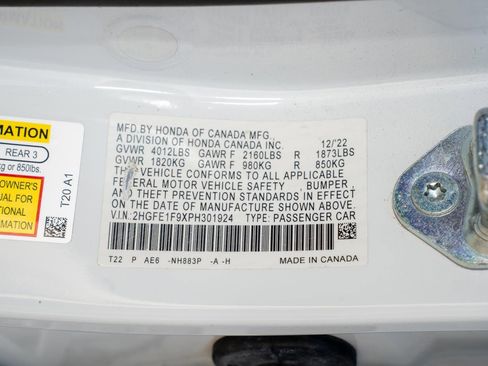 MATION
REAR 3
kg or 850lbs.
OWNER'S
UAL FOR
ITIONAL
MATION
T20 A1
MFD.BY HONDA OF CANADA MFG.,
A DIVISION OF HONDA CANADA INC. 12/'22
GVWR 4012LBS GAWR F 2160LBS R 1873LBS
GVWR 1820KG GAWR F 980KG R 850KG
THIS VEHICLE CONFORMS TO ALL APPLICABLE
FEDERAL MOTOR VEHICLE SAFETY , BUMPER ,
AND THEFT PREVENTION STANDARDS IN EFFECT
ON THE DATE OF MANUFACTURE SHOWN ABOVE.
V.I.N:2HGFE1F9XPH301924 TYPE: PASSENGER CAR
T22 P AE6 -NH883P -A -H MADE IN CANADA